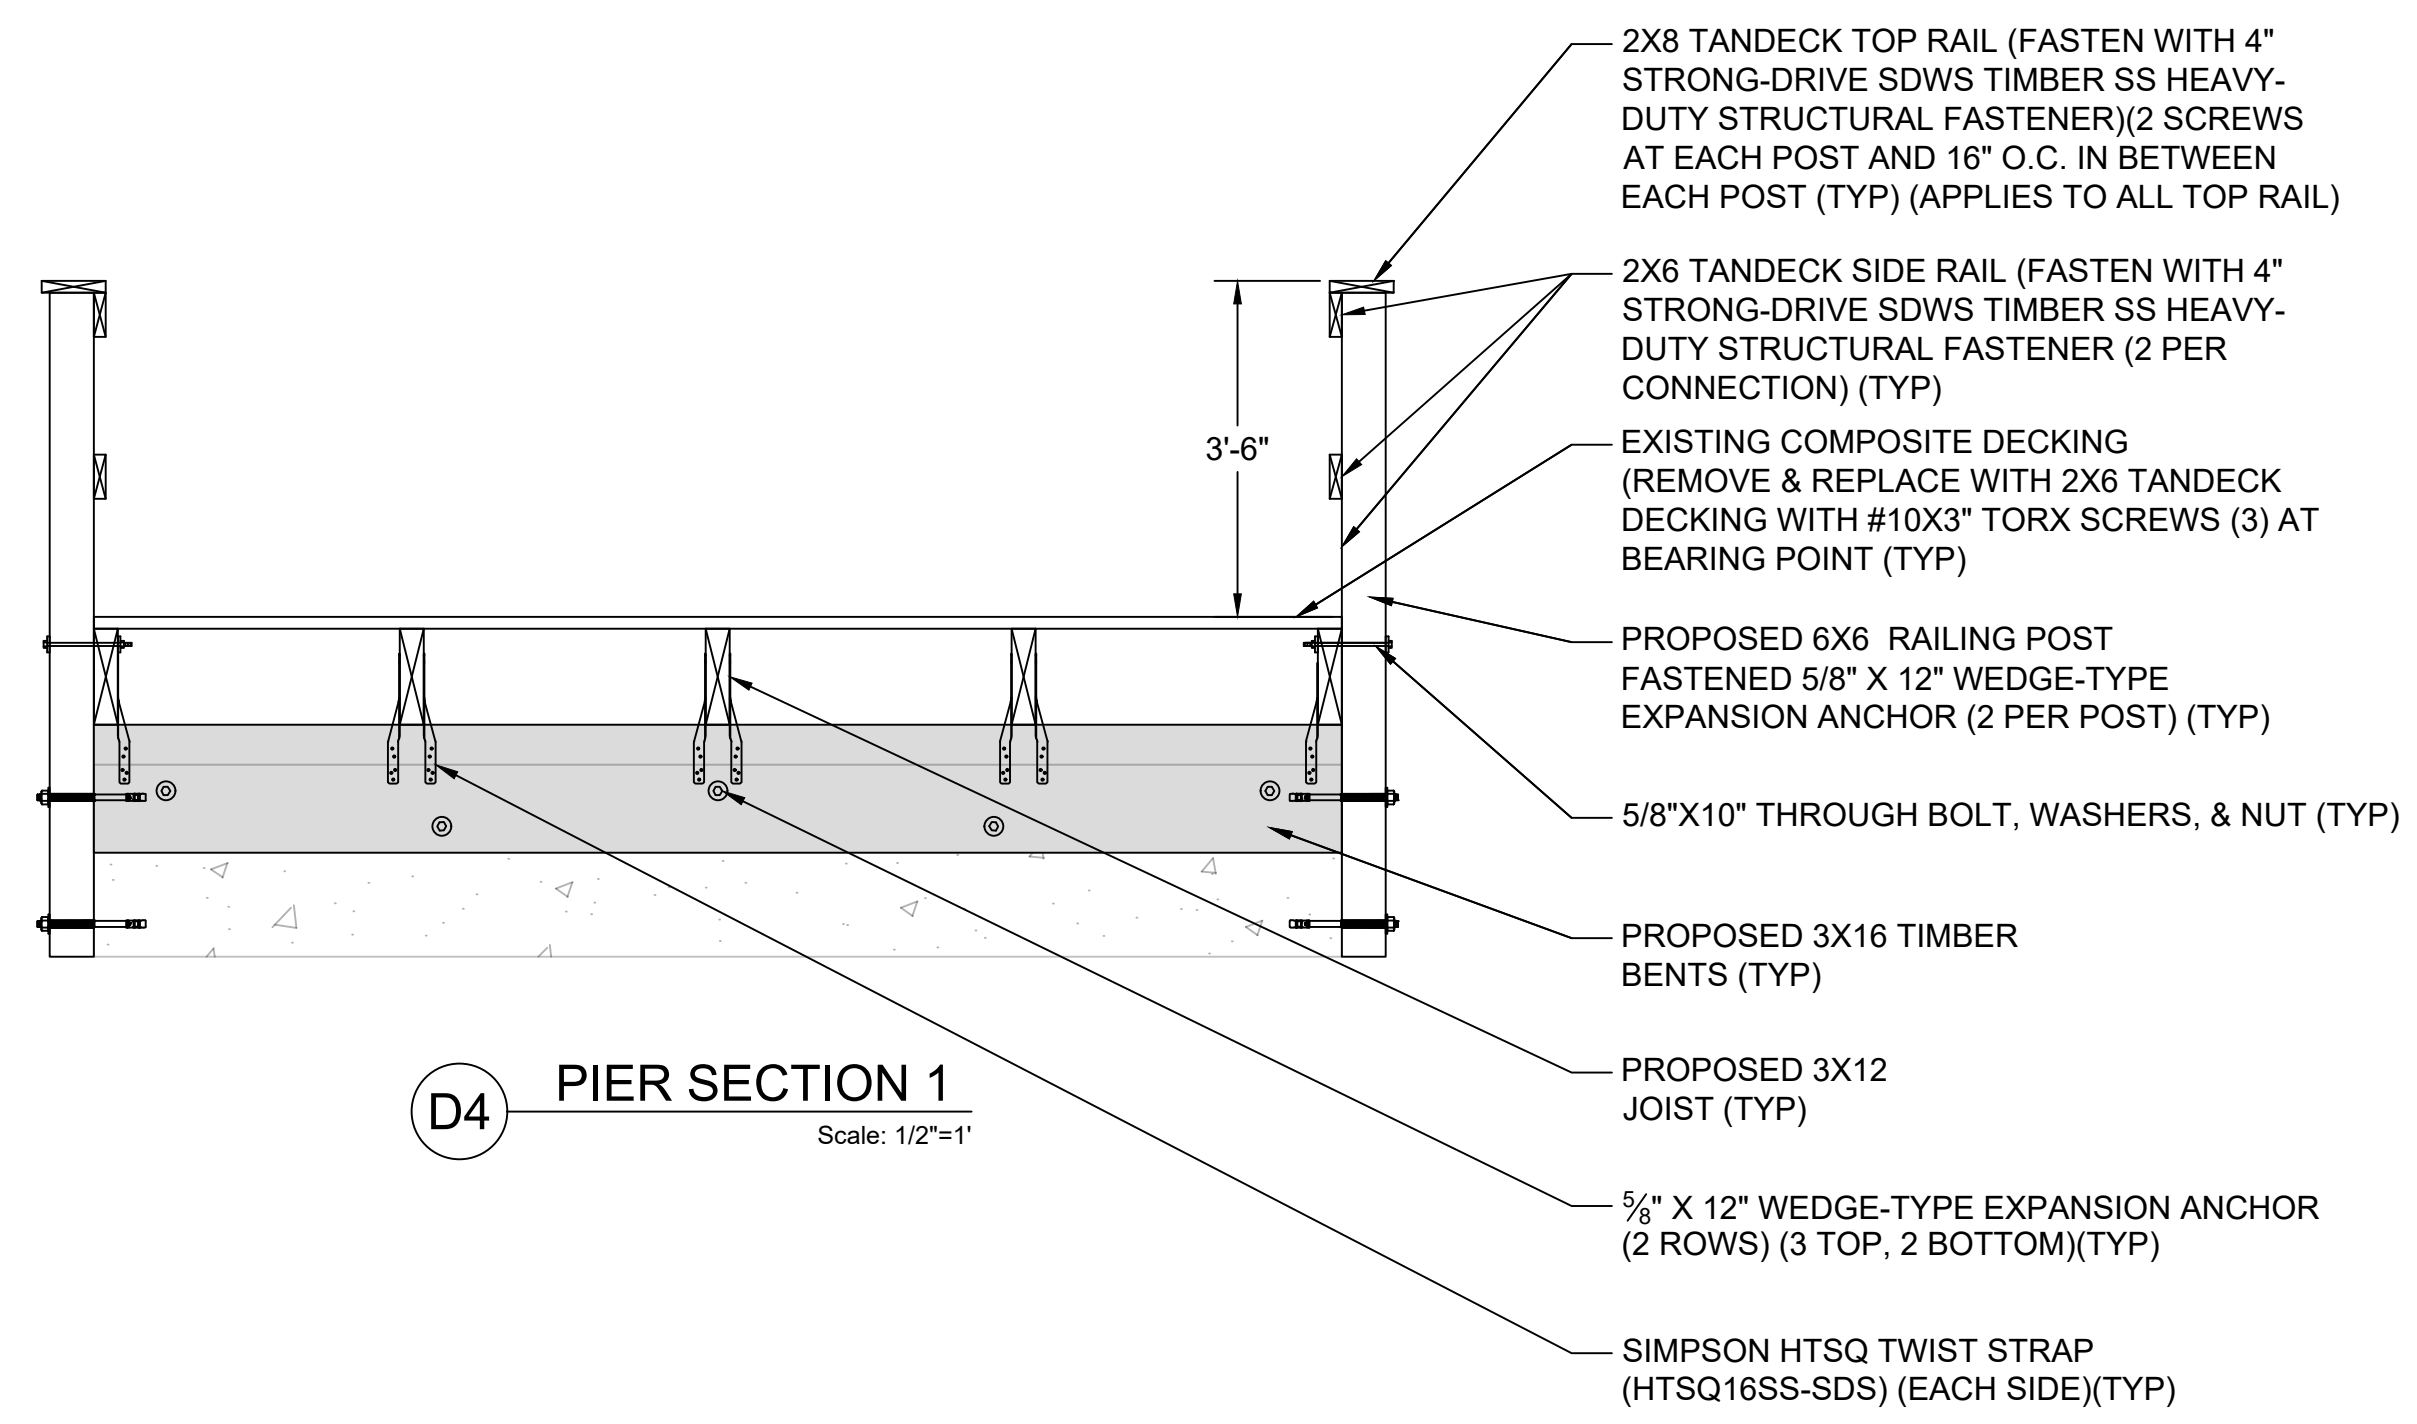 2X8 TANDECK TOP RAIL (FASTEN WITH 4"
STRONG-DRIVE SDWS TIMBER SS HEAVY-
DUTY STRUCTURAL FASTENER)(2 SCREWS
AT EACH POST AND 16" O.C. IN BETWEEN
EACH POST (TYP) (APPLIES TO ALL TOP RAIL)
2X6 TANDECK SIDE RAIL (FASTEN WITH 4"
STRONG-DRIVE SDWS TIMBER SS HEAVY-
DUTY STRUCTURAL FASTENER (2 PER
CONNECTION) (TYP)
3'-6"
EXISTING COMPOSITE DECKING
(REMOVE & REPLACE WITH 2X6 TANDECK
DECKING WITH #10X3" TORX SCREWS (3) AT
BEARING POINT (TYP)
PROPOSED 6X6 RAILING POST
FASTENED 5/8" X 12" WEDGE-TYPE
EXPANSION ANCHOR (2 PER POST) (TYP)
5/8"X10" THROUGH BOLT, WASHERS, & NUT (TYP)
PROPOSED 3X16 TIMBER
BENTS (TYP)
PROPOSED 3X12
JOIST (TYP)
⅝" X 12" WEDGE-TYPE EXPANSION ANCHOR
(2 ROWS) (3 TOP, 2 BOTTOM)(TYP)
SIMPSON HTSQ TWIST STRAP
(HTSQ16SS-SDS) (EACH SIDE)(TYP)
D4
PIER SECTION 1
Scale: 1/2"=1'